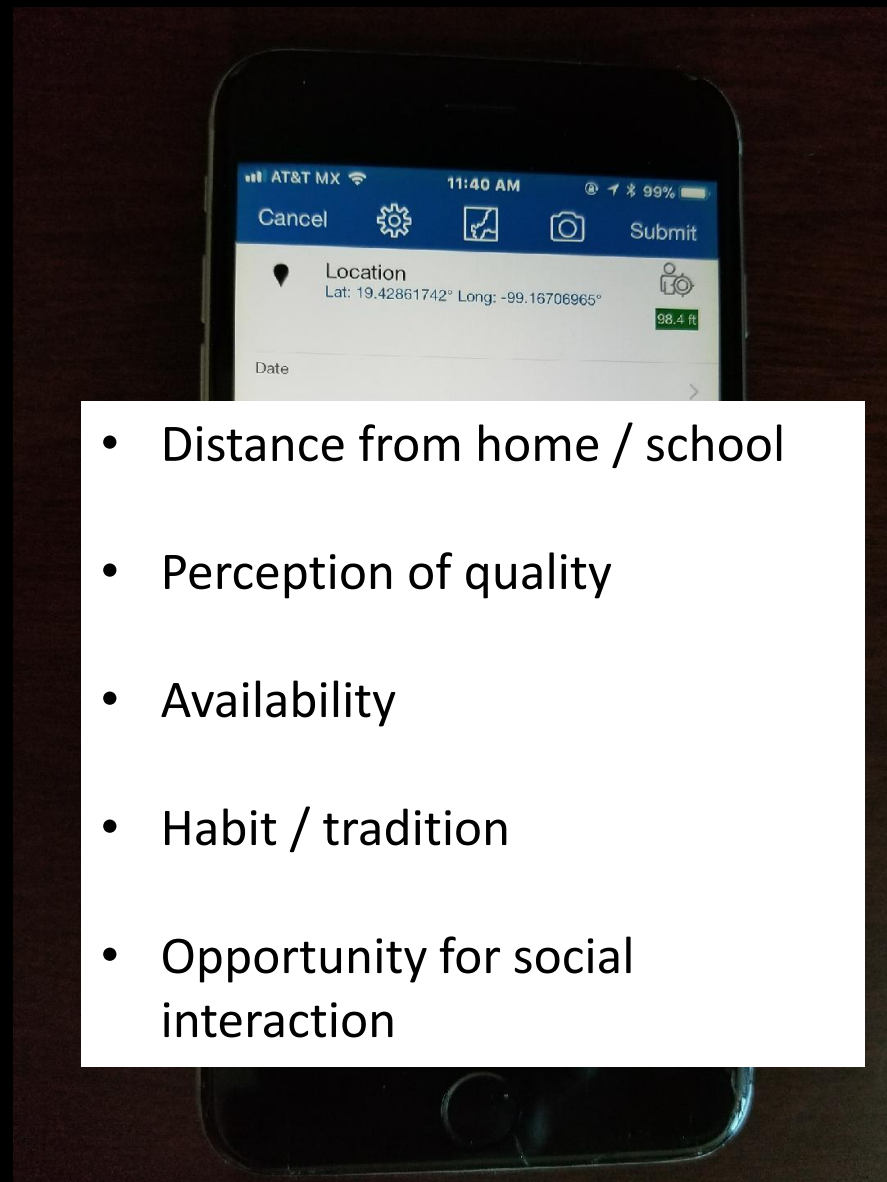 AT&T MX 11:40 AM 99%
Cancel Submit
Location
Lat: 19.42861742° Long: -99.16706965°
98.4 ft
Date
• Distance from home / school
• Perception of quality
• Availability
• Habit / tradition
• Opportunity for social
interaction